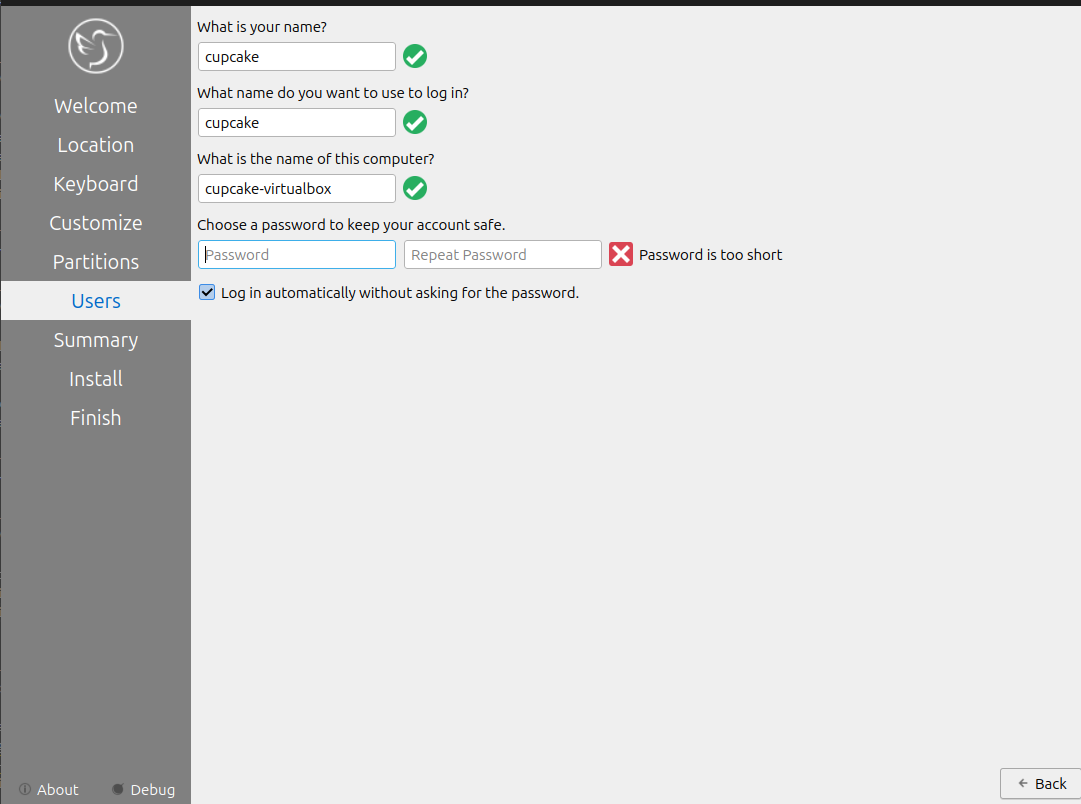 Welcome
Location
Keyboard
Customize
Partitions
Users
Summary
Install
Finish
About
Debug
What is your name?
cupcake
What name do you want to use to log in?
cupcake
What is the name of this computer?
cupcake-virtualbox
Choose a password to keep your account safe.
Password
Repeat Password
Password is too short
Log in automatically without asking for the password.
Back